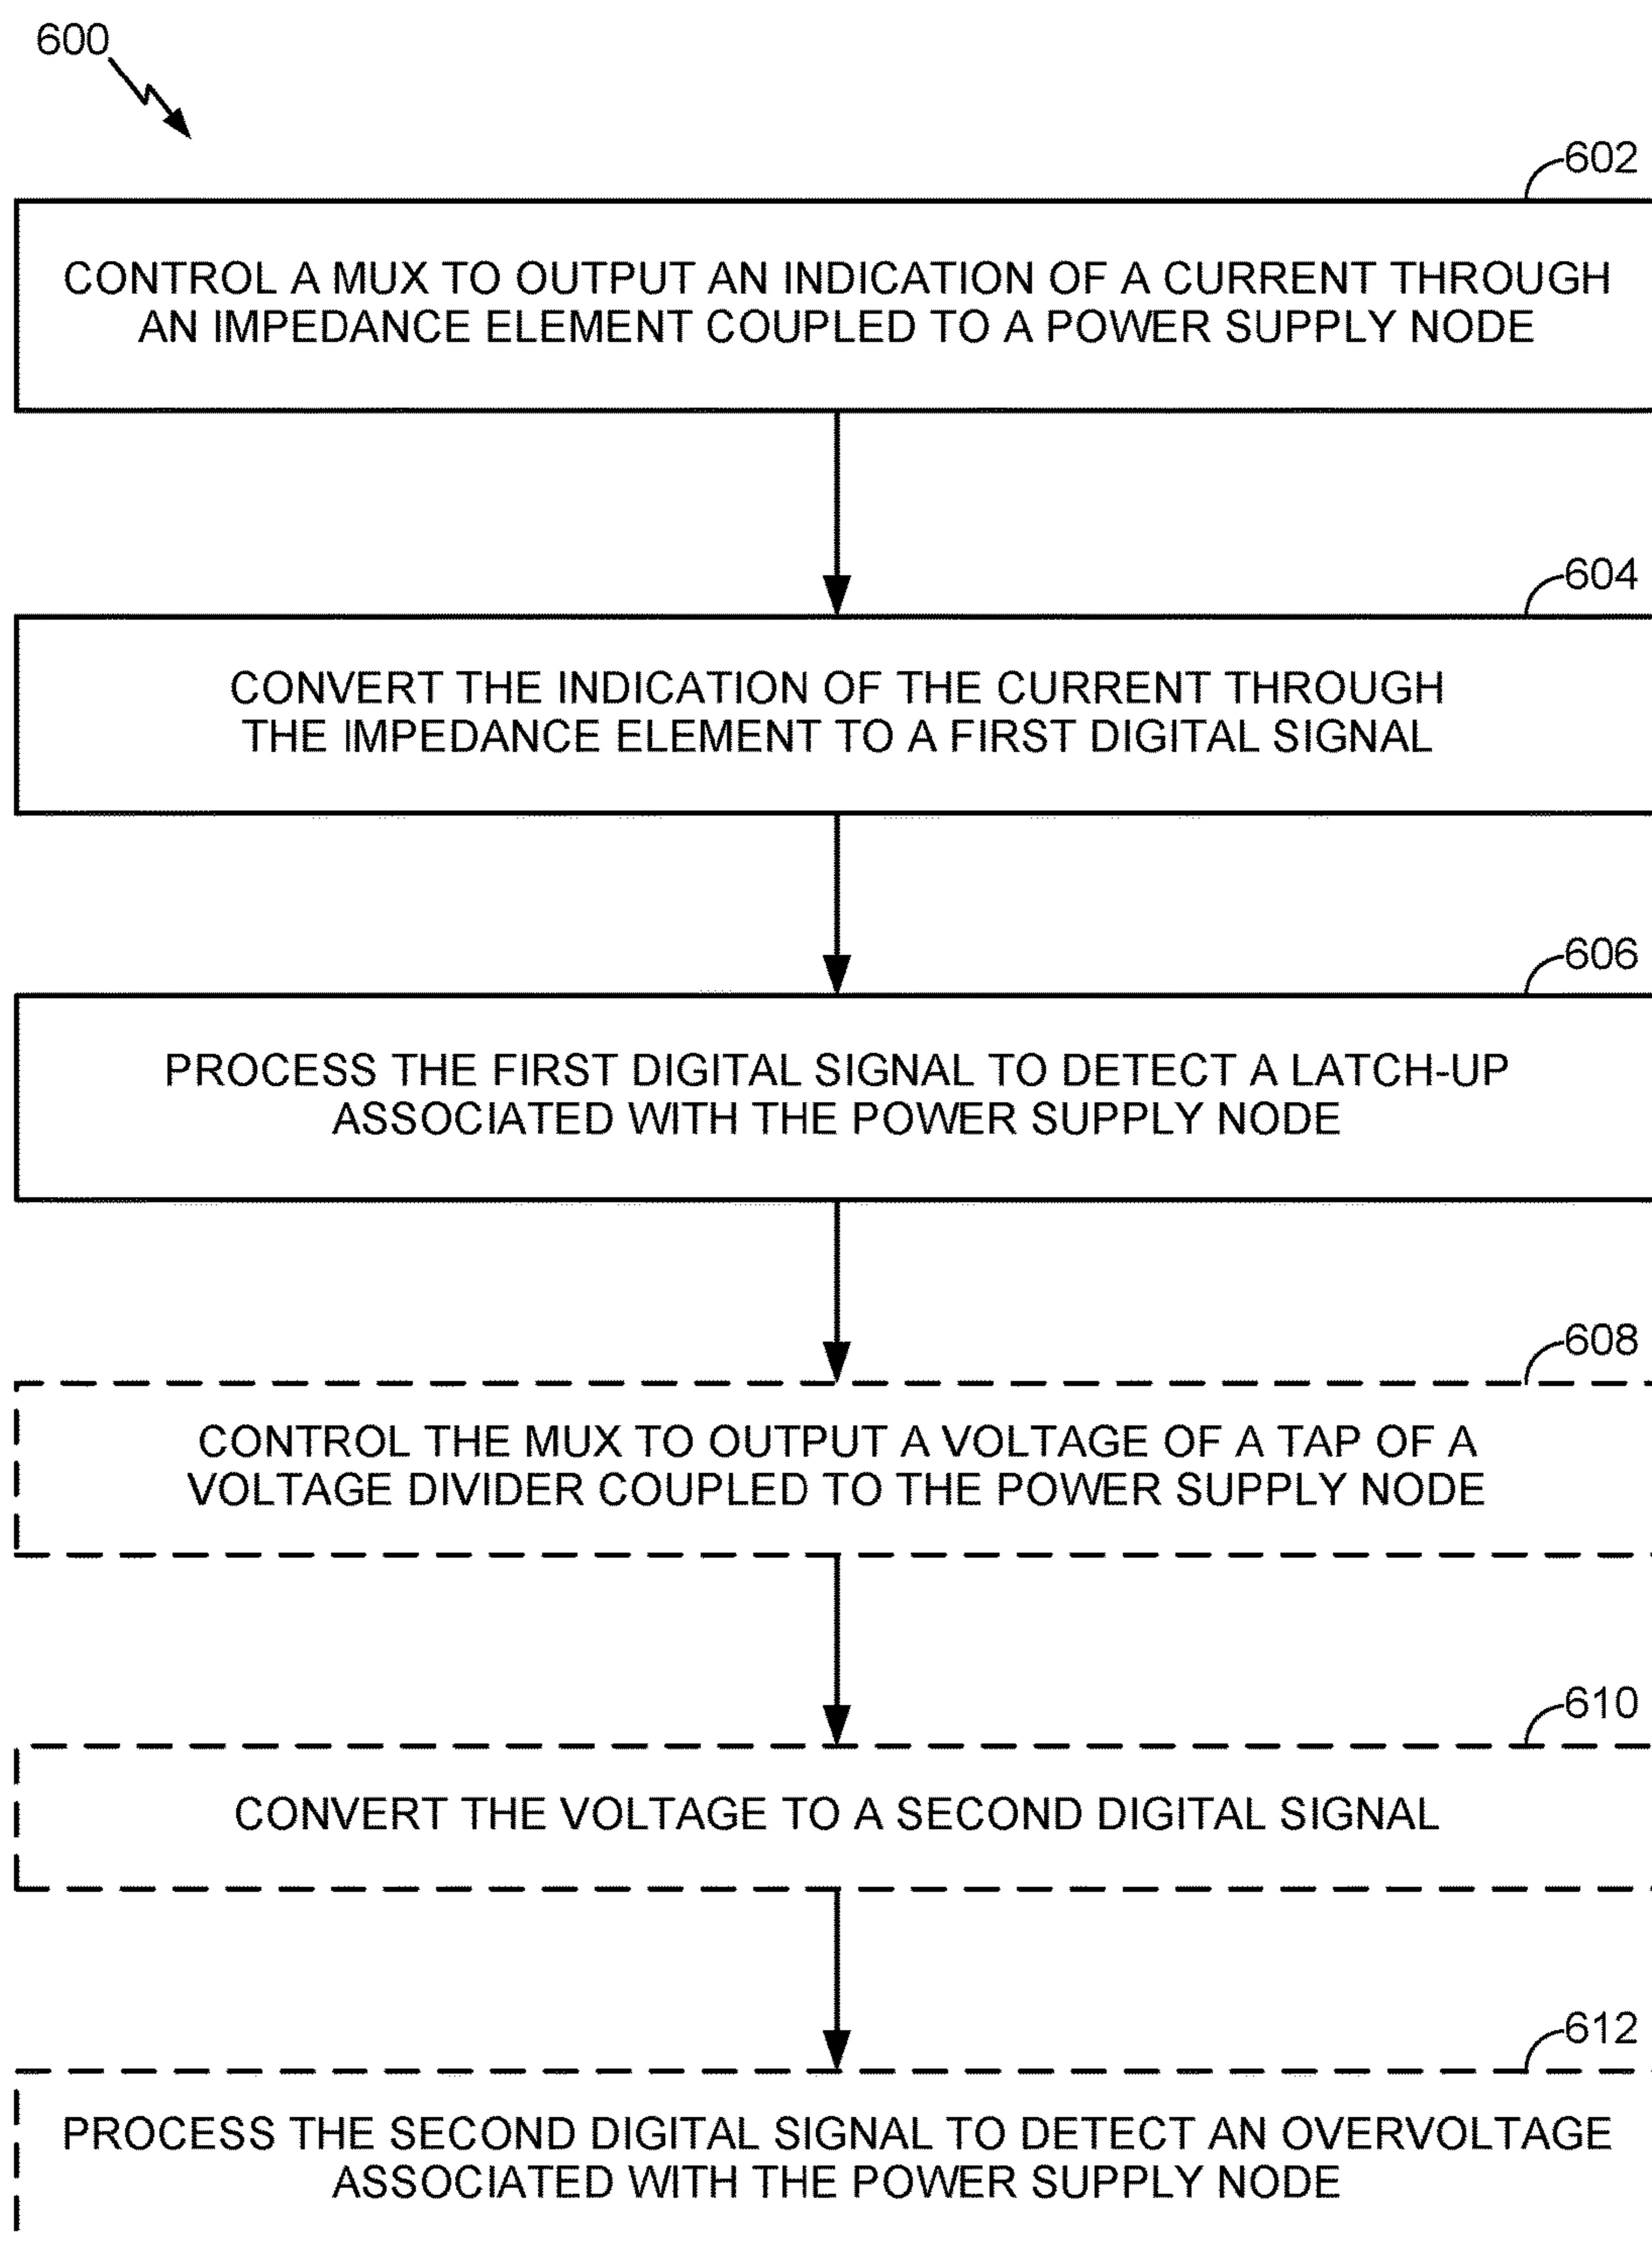 600
602
CONTROL A MUX TO OUTPUT AN INDICATION OF A CURRENT THROUGH
AN IMPEDANCE ELEMENT COUPLED TO A POWER SUPPLY NODE
604
CONVERT THE INDICATION OF THE CURRENT THROUGH
THE IMPEDANCE ELEMENT TO A FIRST DIGITAL SIGNAL
606
PROCESS THE FIRST DIGITAL SIGNAL TO DETECT A LATCH-UP
ASSOCIATED WITH THE POWER SUPPLY NODE
608
CONTROL THE MUX TO OUTPUT A VOLTAGE OF A TAP OF A
VOLTAGE DIVIDER COUPLED TO THE POWER SUPPLY NODE
610
CONVERT THE VOLTAGE TO A SECOND DIGITAL SIGNAL
612
PROCESS THE SECOND DIGITAL SIGNAL TO DETECT AN OVERVOLTAGE
ASSOCIATED WITH THE POWER SUPPLY NODE